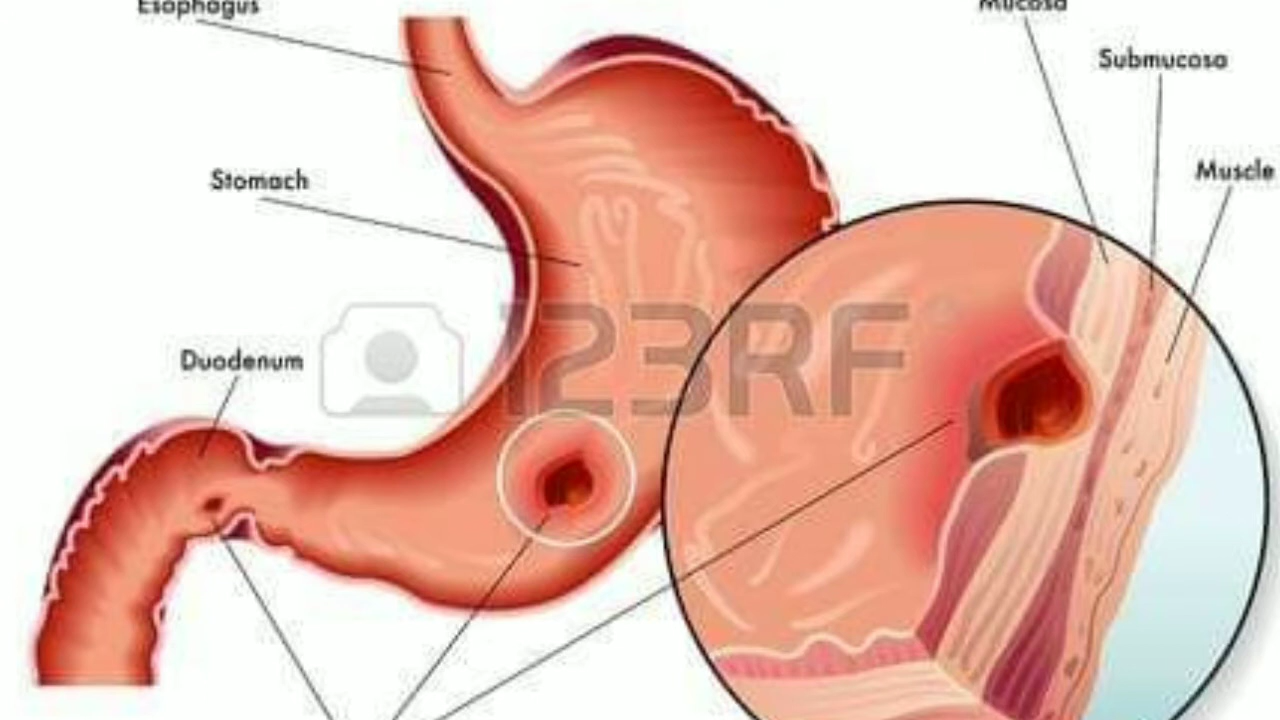 Esophagus
Mucosa
Submucosa
Muscle
Stomach
Duodenum
123RF